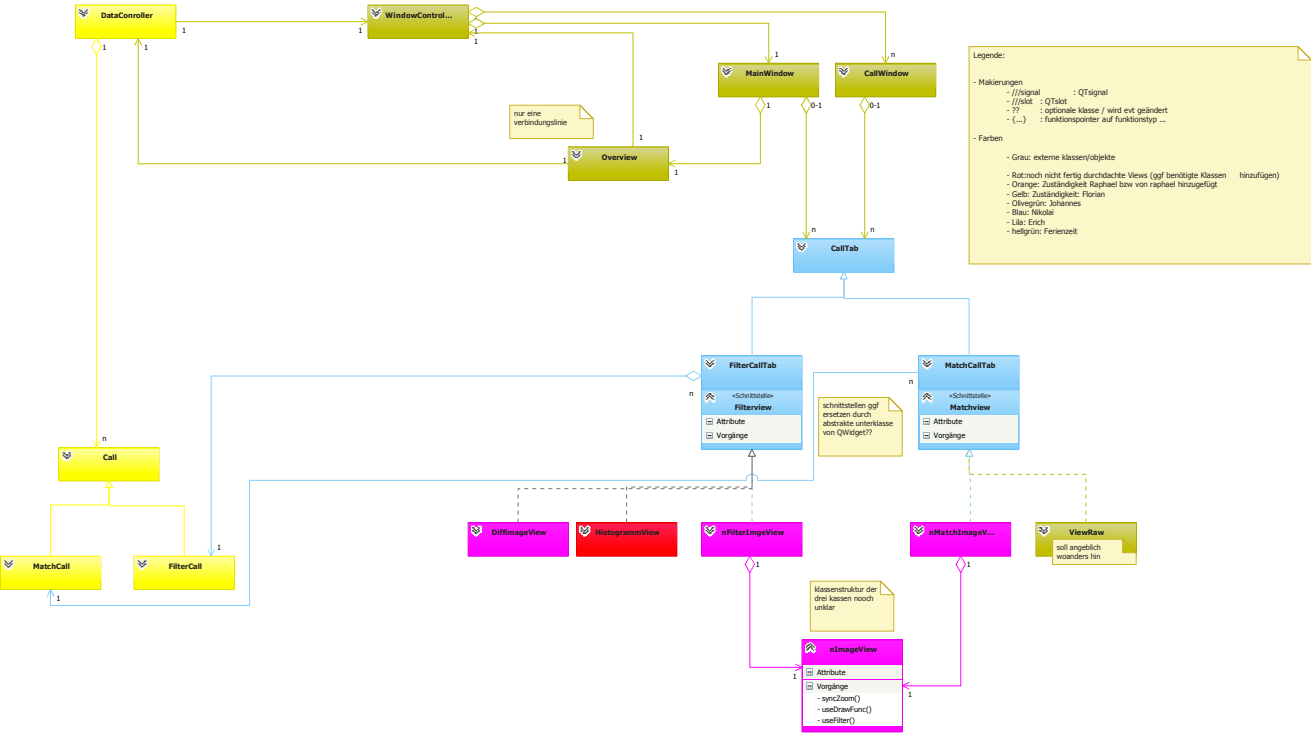 DataConroller
WindowControl...
1
1
1
1
1
1
1
n
MainWindow
CallWindow
1
0-1
0-1
nur eine
verbindungslinie
1
Overview
1
1
Legende:
- Makierungen
- ///signal : QTsignal
- ///slot : QTslot
- ?? : optionale klasse / wird evt geändert
- {...} : funktionspointer auf funktionstyp ...
- Farben
- Grau: externe klassen/objekte
- Rot:noch nicht fertig durchdachte Views (ggf benötigte Klassen hinzufügen)
- Orange: Zuständigkeit Raphael bzw von raphael hinzugefügt
- Gelb: Zuständigkeit: Florian
- Olivegrün: Johannes
- Blau: Nikolai
- Lila: Erich
- hellgrün: Ferienzeit
n
n
CallTab
FilterCallTab
n
«Schnittstelle»
Filterview
Attribute
Vorgänge
MatchCallTab
n
«Schnittstelle»
Matchview
Attribute
Vorgänge
schnittstellen ggf
ersetzen durch
abstrakte unterklasse
von QWidget??
n
Call
MatchCall
1
FilterCall
1
DiffimageView
HistogrammView
nFilterImgeView
1
nMatchImageV...
1
ViewRaw
soll angeblich
woanders hin
klassenstruktur der
drei kassen nooch
unklar
nImageView
1
1
Attribute
Vorgänge
- syncZoom()
- useDrawFunc()
- useFilter()